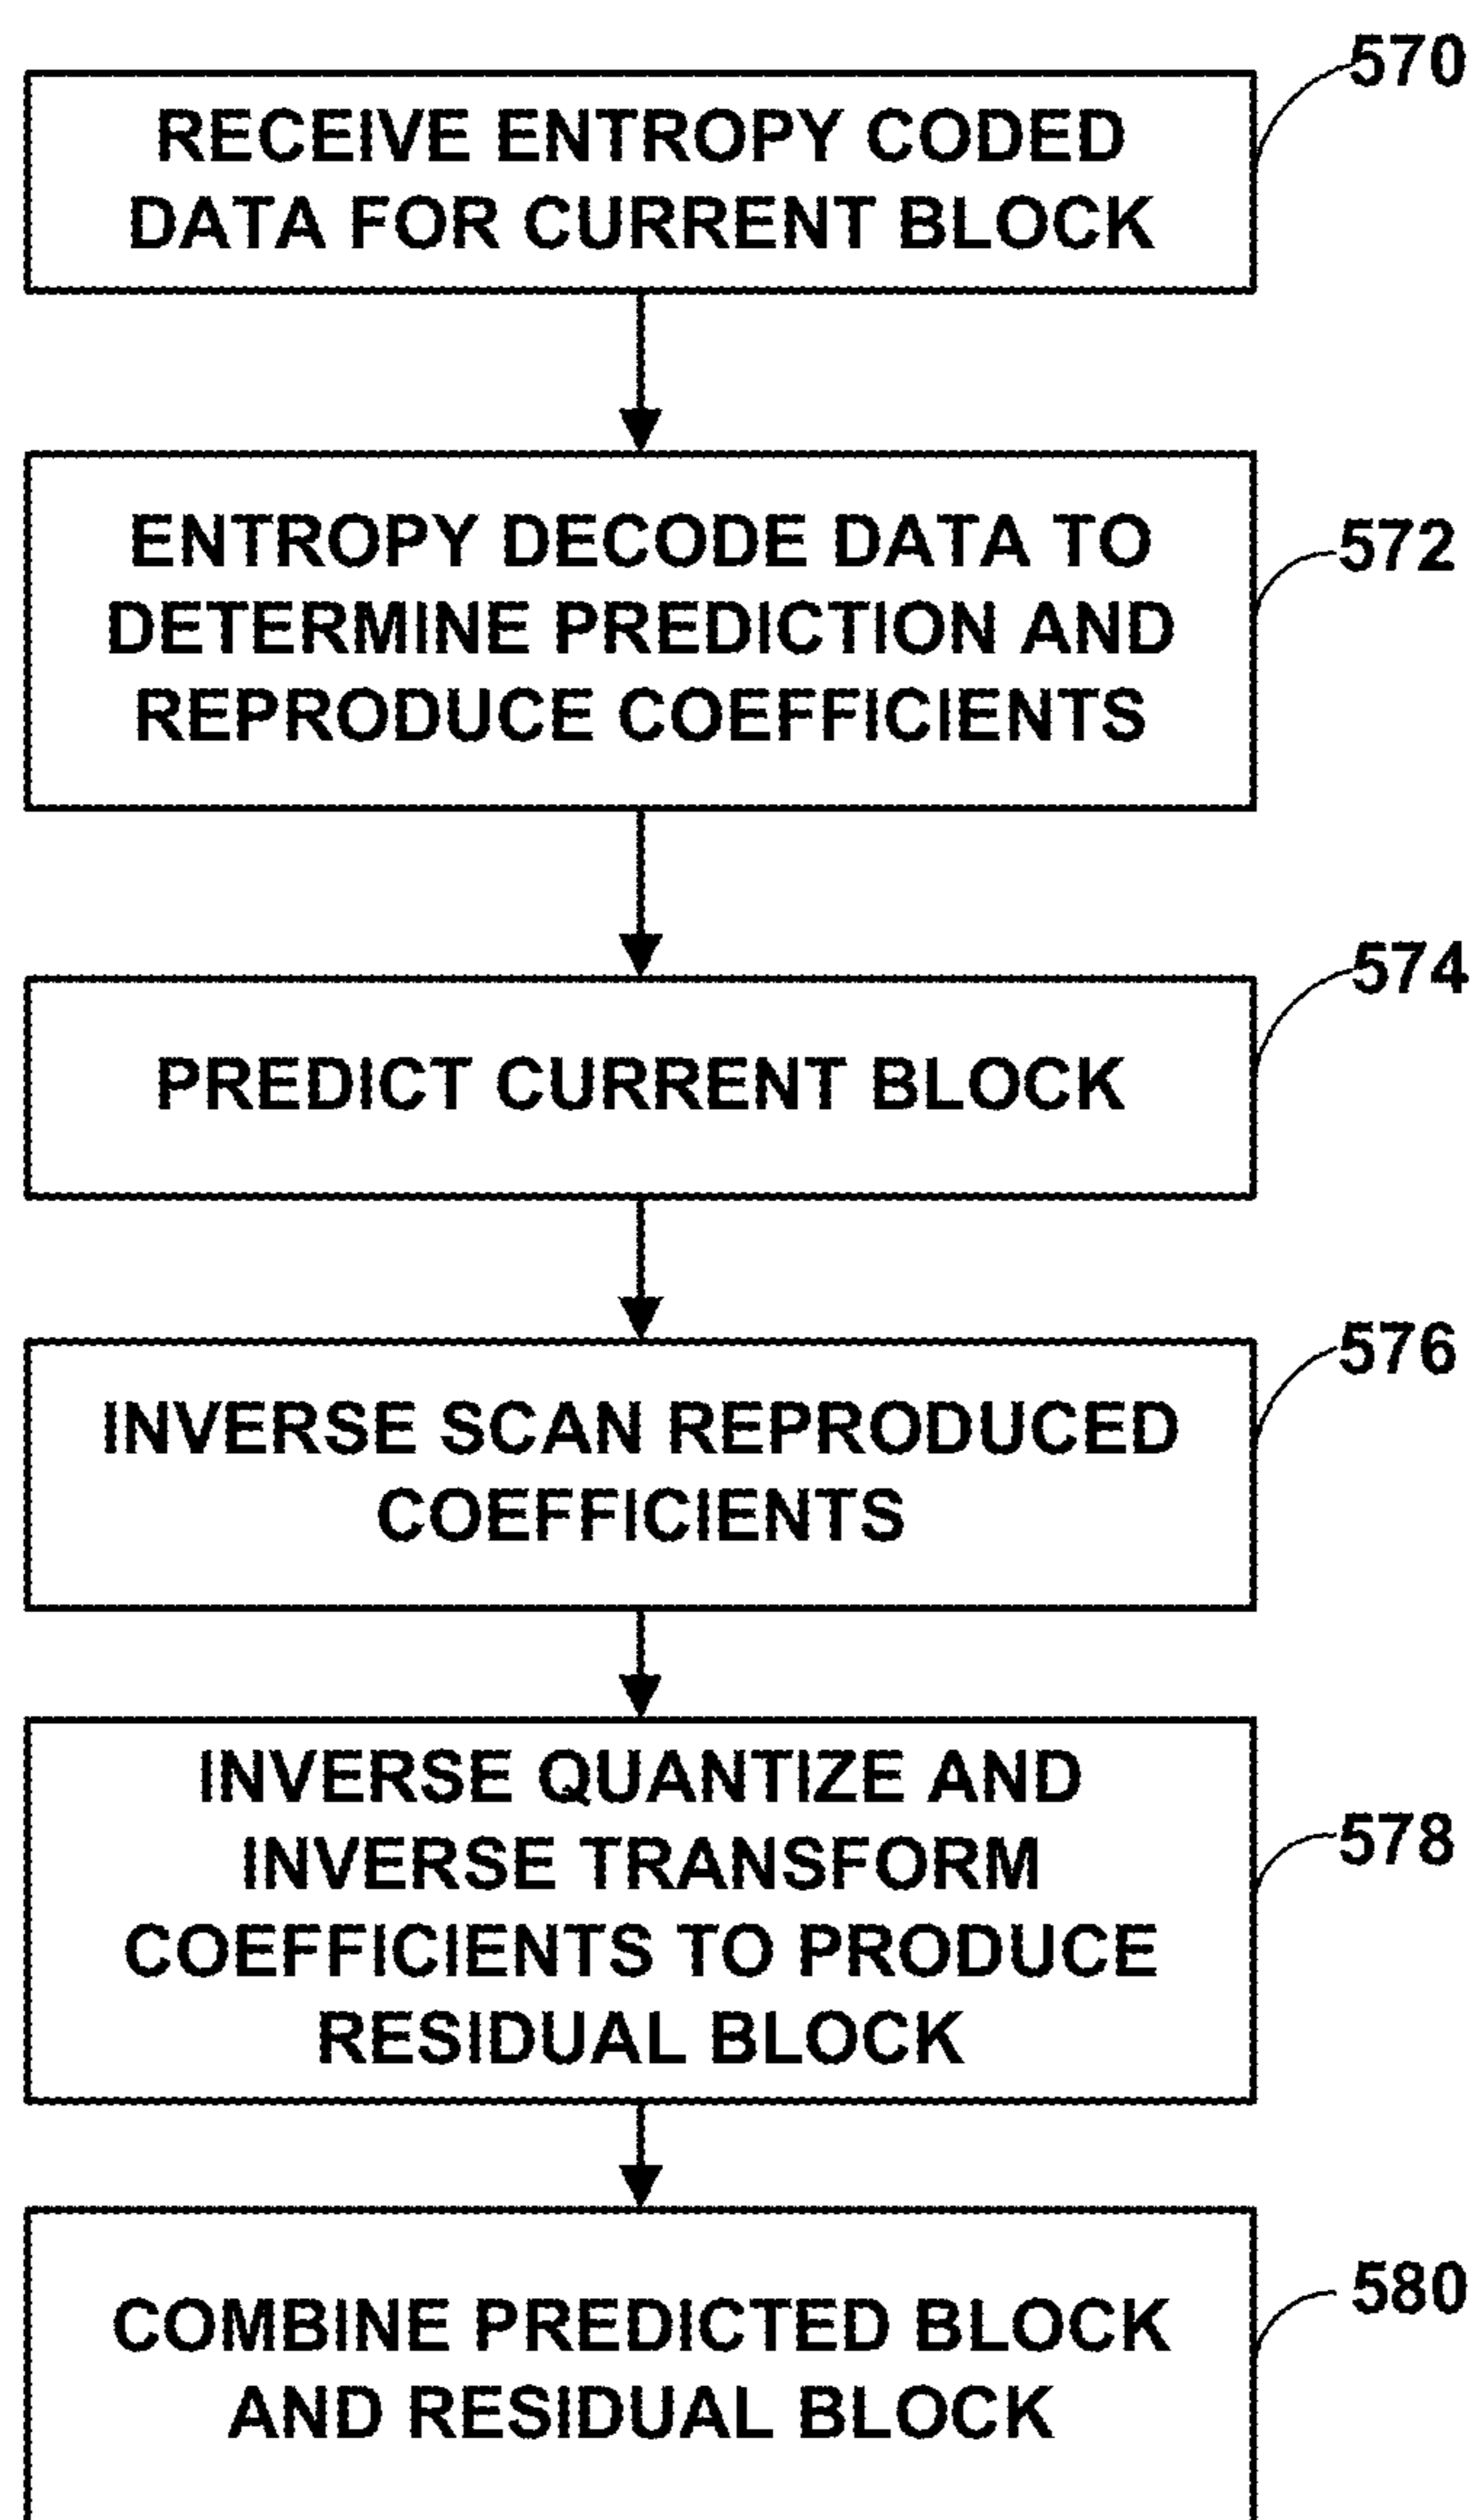 570
RECEIVE ENTROPY CODED
DATA FOR CURRENT BLOCK
572
ENTROPY DECODE DATA TO
DETERMINE PREDICTION AND
REPRODUCE COEFFICIENTS
574
PREDICT CURRENT BLOCK
576
INVERSE SCAN REPRODUCED
COEFFICIENTS
578
INVERSE QUANTIZE AND
INVERSE TRANSFORM
COEFFICIENTS TO PRODUCE
RESIDUAL BLOCK
580
COMBINE PREDICTED BLOCK
AND RESIDUAL BLOCK